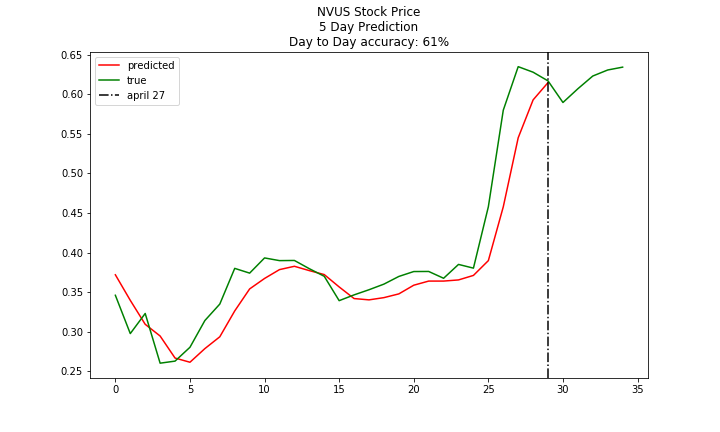 NVUS Stock Price
5 Day Prediction
Day to Day accuracy: 61%
predicted
true
april 27
0.65
0.60
0.55
0.50
0.45
0.40
0.35
0.30
0.25
0 5 10 15 20 25 30 35